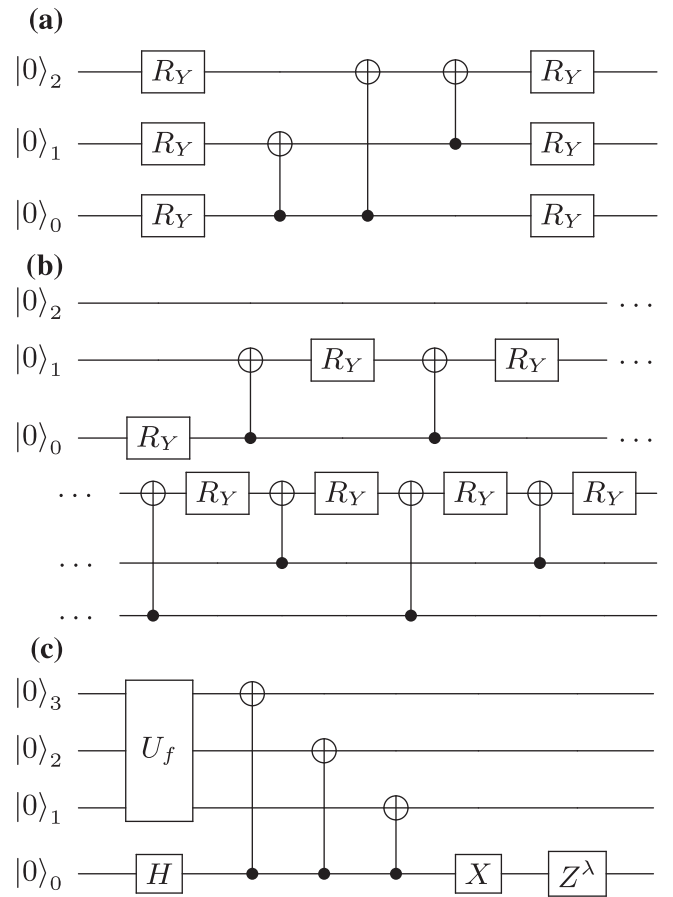 (a)
|0⟩₂ R_Y R_Y
|0⟩₁ R_Y R_Y
|0⟩₀ R_Y R_Y
(b)
|0⟩₂ ...
|0⟩₁ R_Y R_Y ...
|0⟩₀ R_Y ...
... R_Y R_Y R_Y R_Y
...
...
(c)
|0⟩₃
|0⟩₂ U_f
|0⟩₁
|0⟩₀ H X Z^λ